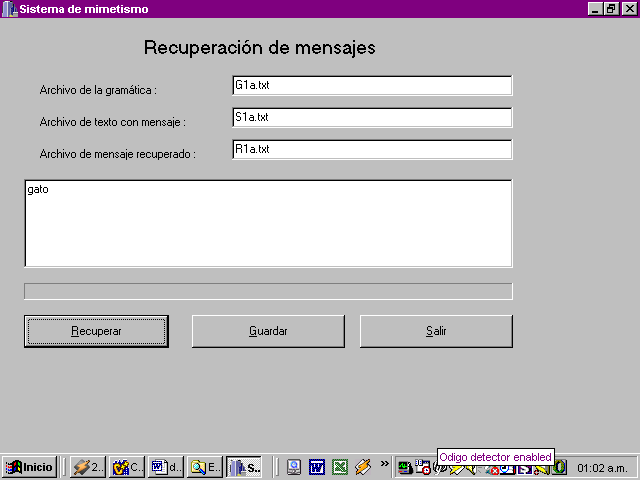 Sistema de mimetismo
Recuperación de mensajes
Archivo de la gramática : G1a.txt
Archivo de texto con mensaje : S1a.txt
Archivo de mensaje recuperado : R1a.txt
gato
Recuperar Guardar Salir
Odigo detector enabled
Inicio 2.. C.. d.. E.. S.. » 01:02 a.m.